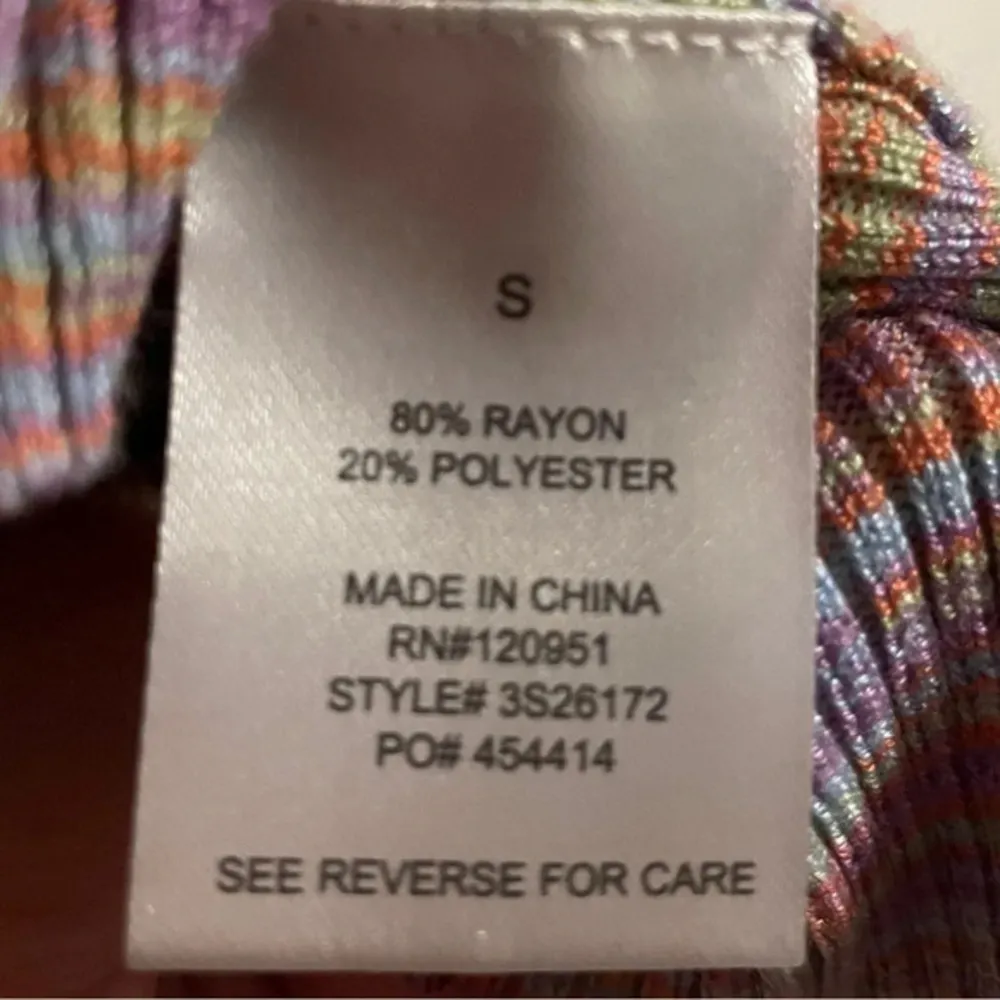 S
80% RAYON
20% POLYESTER
MADE IN CHINA
RN#120951
STYLE# 3S26172
PO# 454414
SEE REVERSE FOR CARE